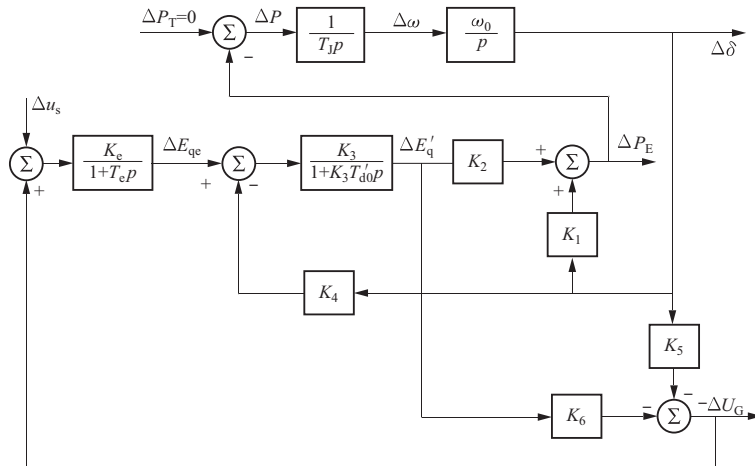 ΔP_T=0
Σ
−
ΔP
1
T_J p
Δω
ω_0
p
Δδ
Δu_s
Σ
+
K_e
1+T_e p
ΔE_qe
+
Σ
−
K_3
1+K_3T′_d0 p
ΔE′_q
K_2
+
Σ
+
ΔP_E
K_1
K_4
K_5
K_6
−
−
Σ
−ΔU_G